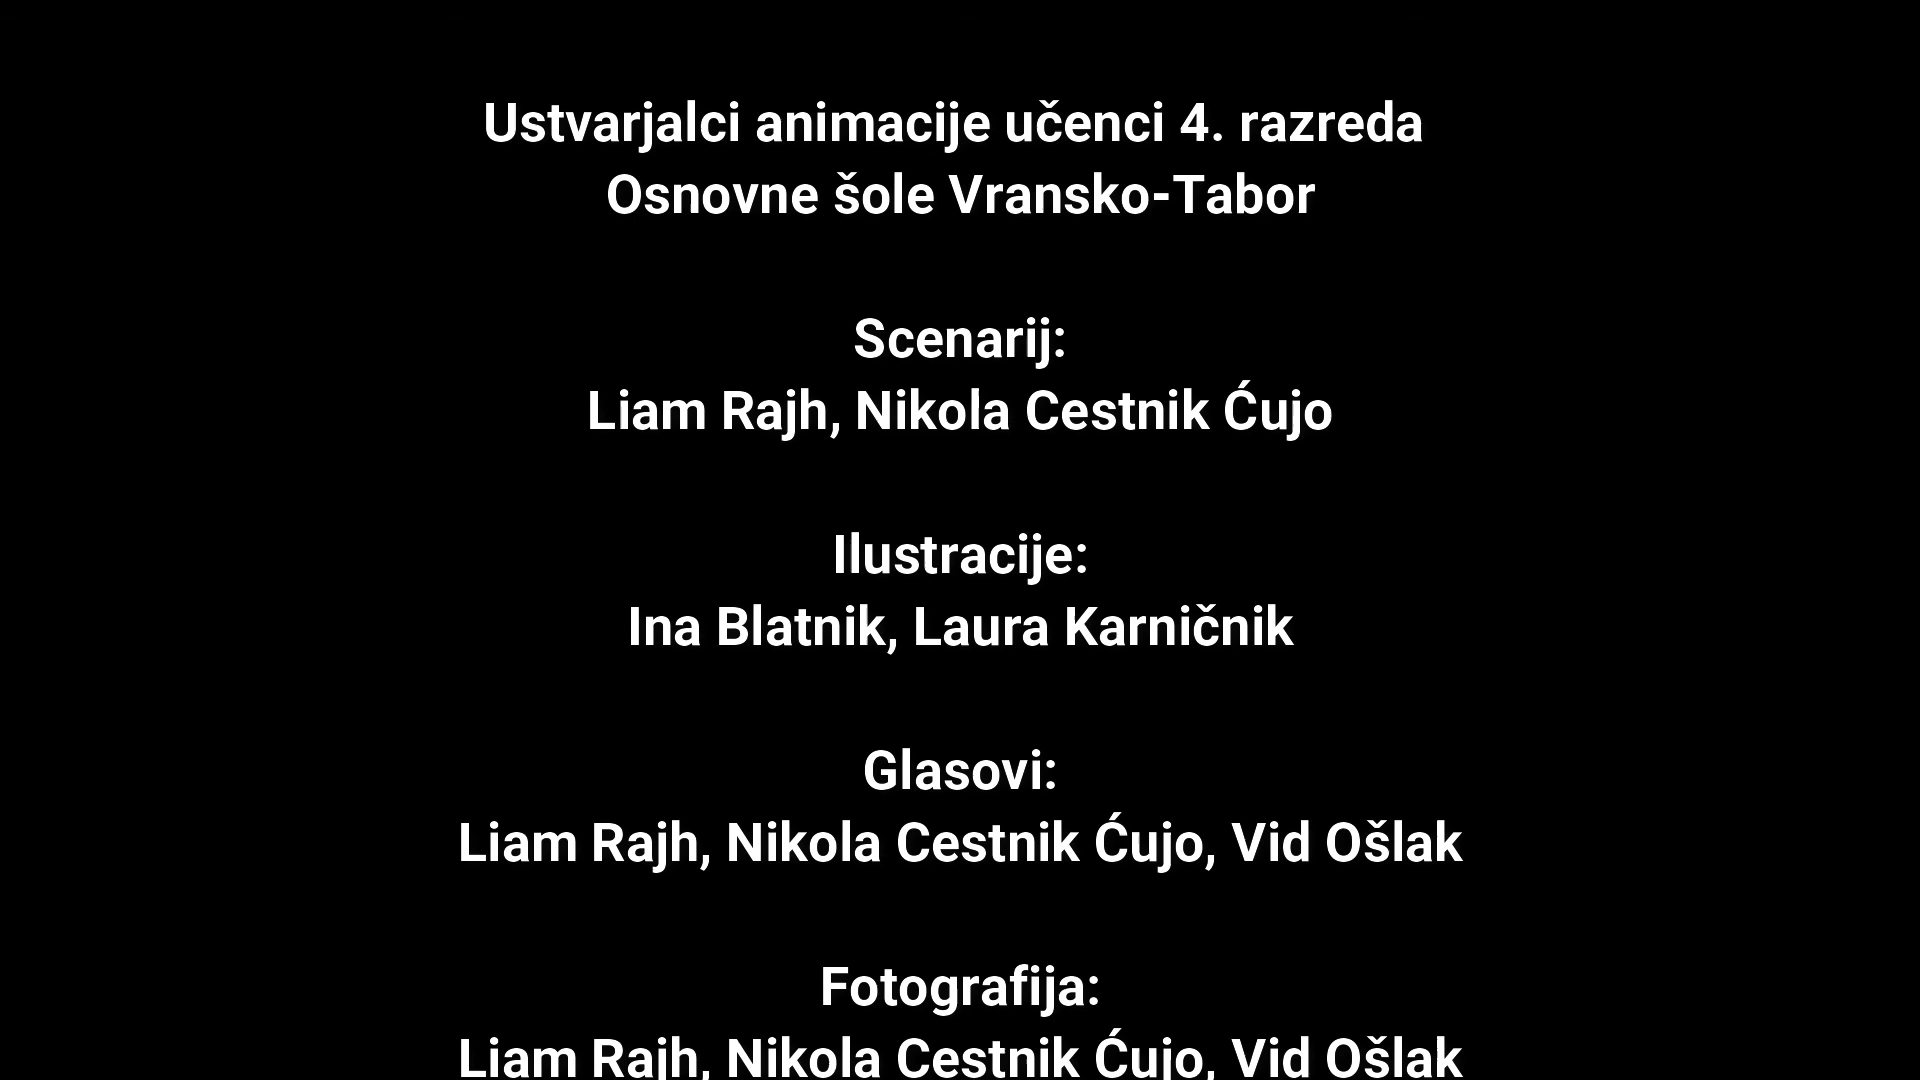 Ustvarjalci animacije učenci 4. razreda
Osnovne šole Vransko-Tabor
Scenarij:
Liam Rajh, Nikola Cestnik Ćujo
Ilustracije:
Ina Blatnik, Laura Karničnik
Glasovi:
Liam Rajh, Nikola Cestnik Ćujo, Vid Ošlak
Fotografija:
Liam Rajh, Nikola Cestnik Ćujo, Vid Ošlak